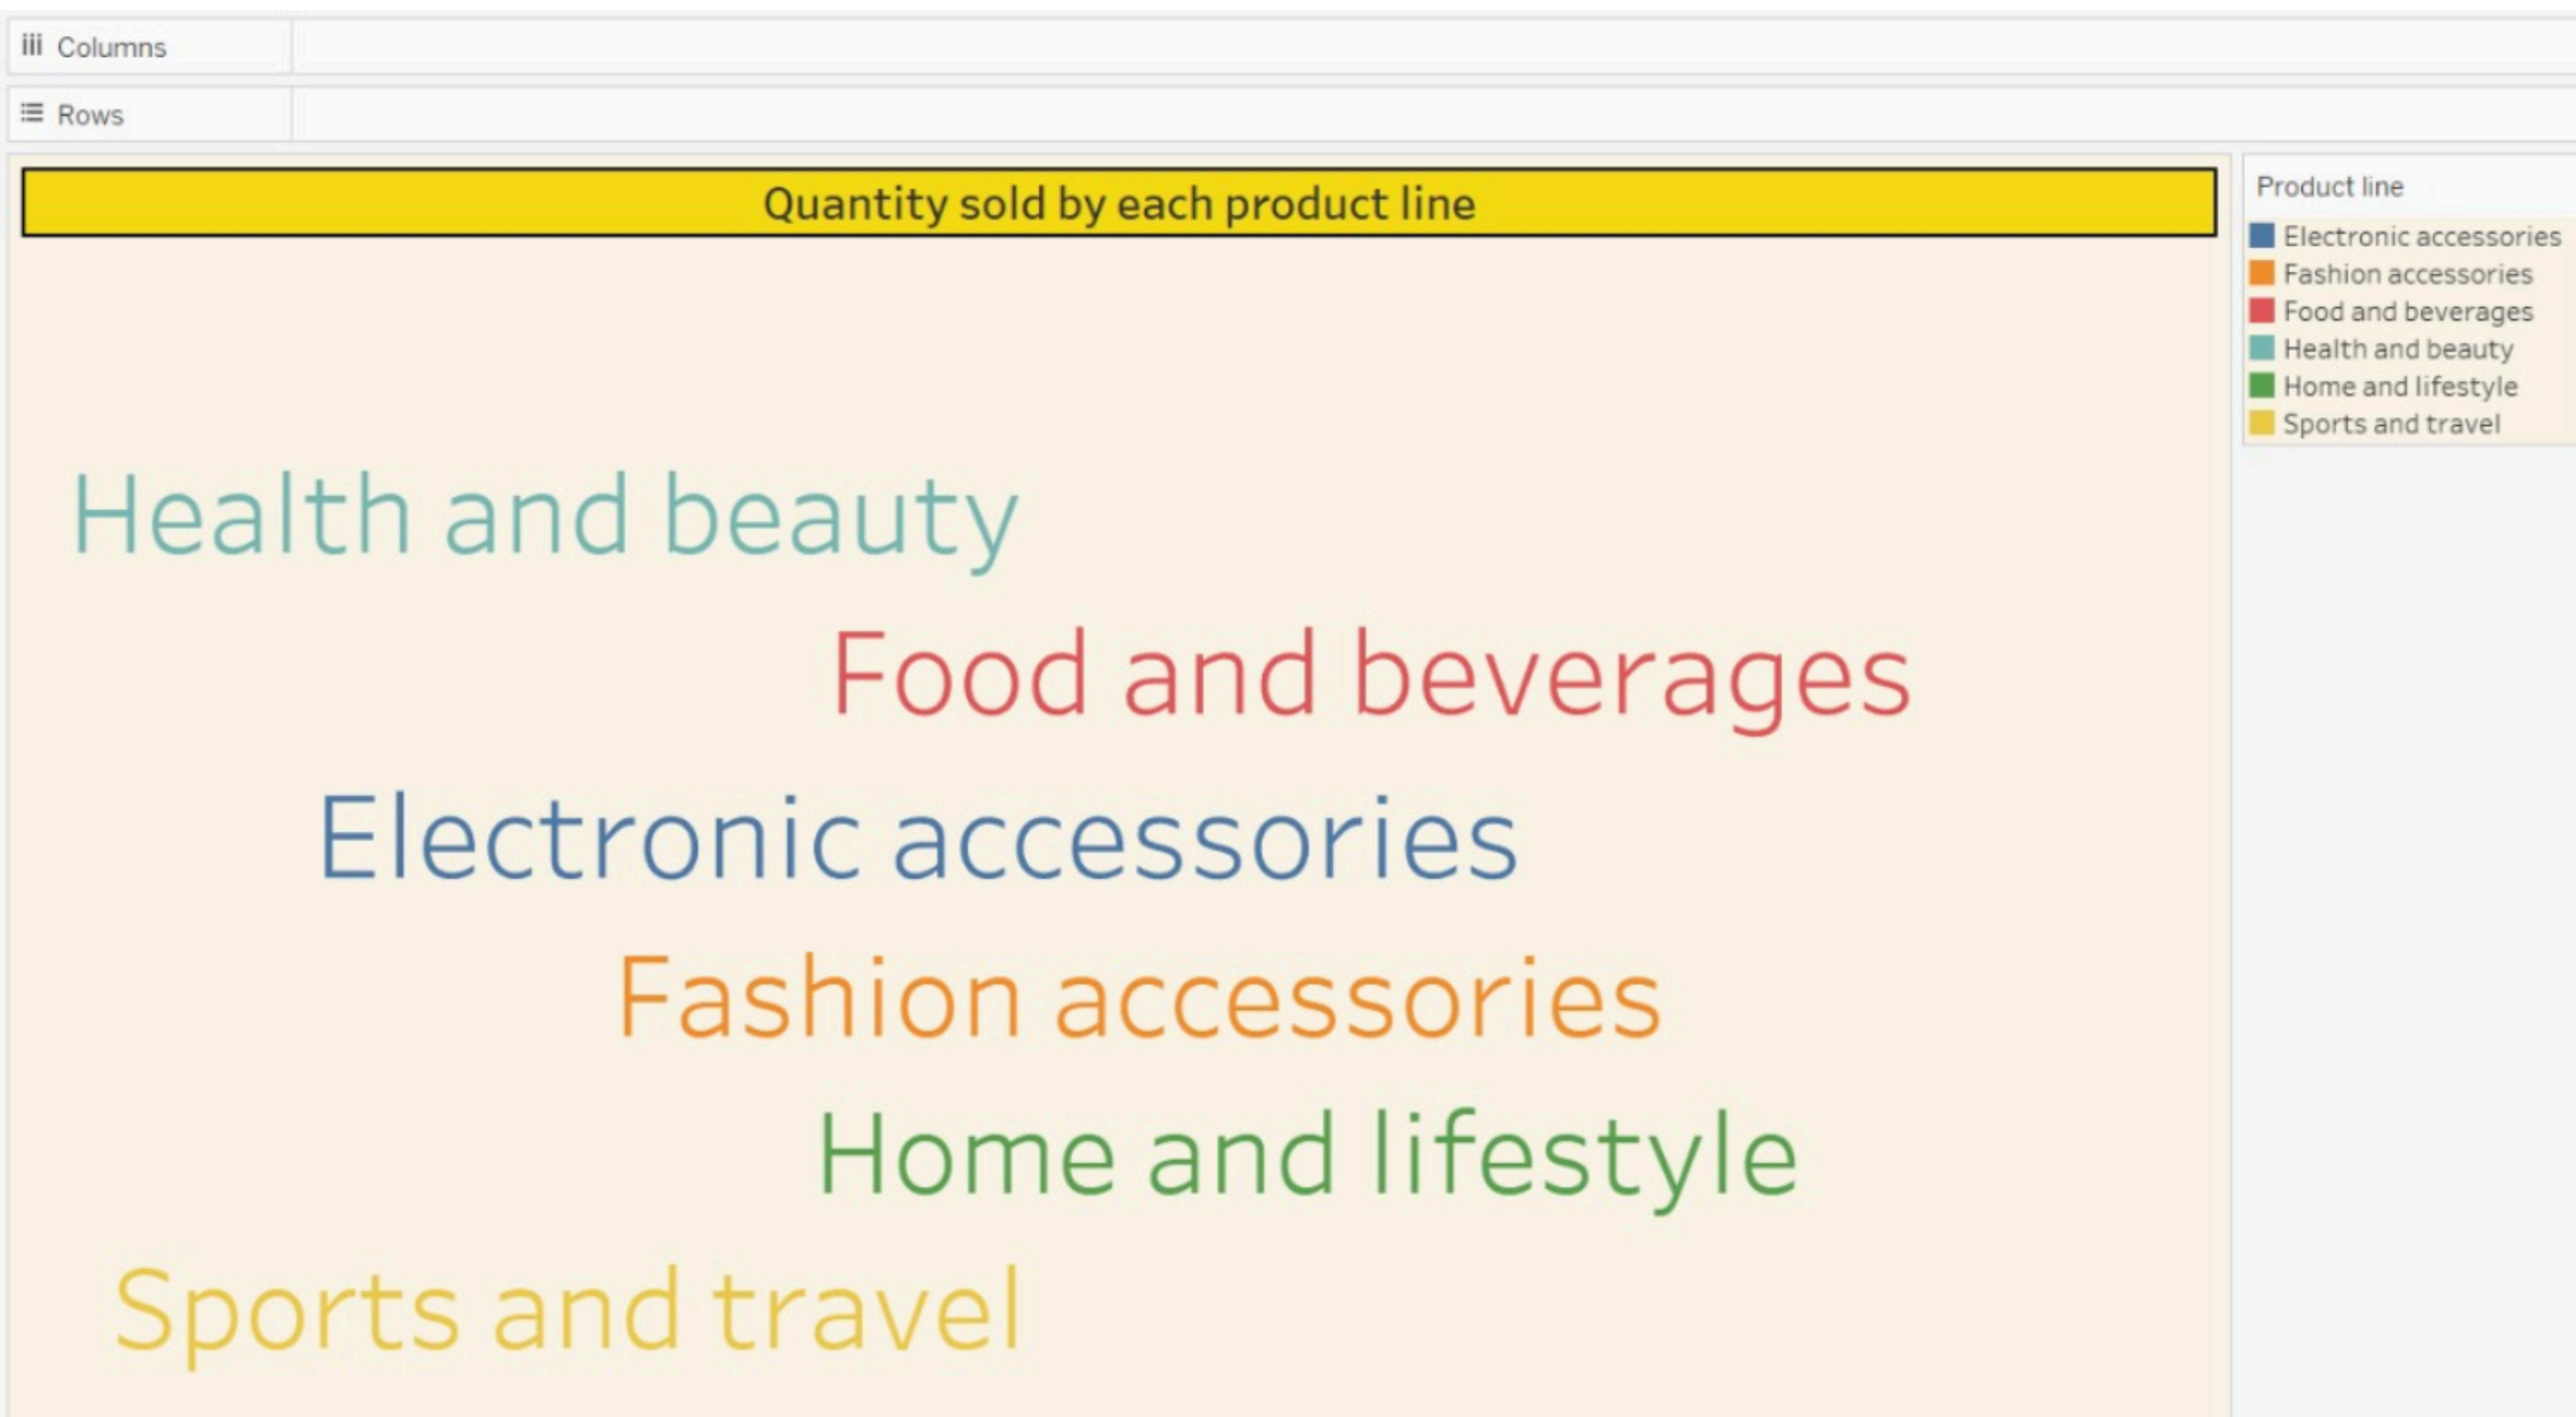 Columns
Rows
Quantity sold by each product line
Health and beauty
Food and beverages
Electronic accessories
Fashion accessories
Home and lifestyle
Sports and travel
Product line
Electronic accessories
Fashion accessories
Food and beverages
Health and beauty
Home and lifestyle
Sports and travel